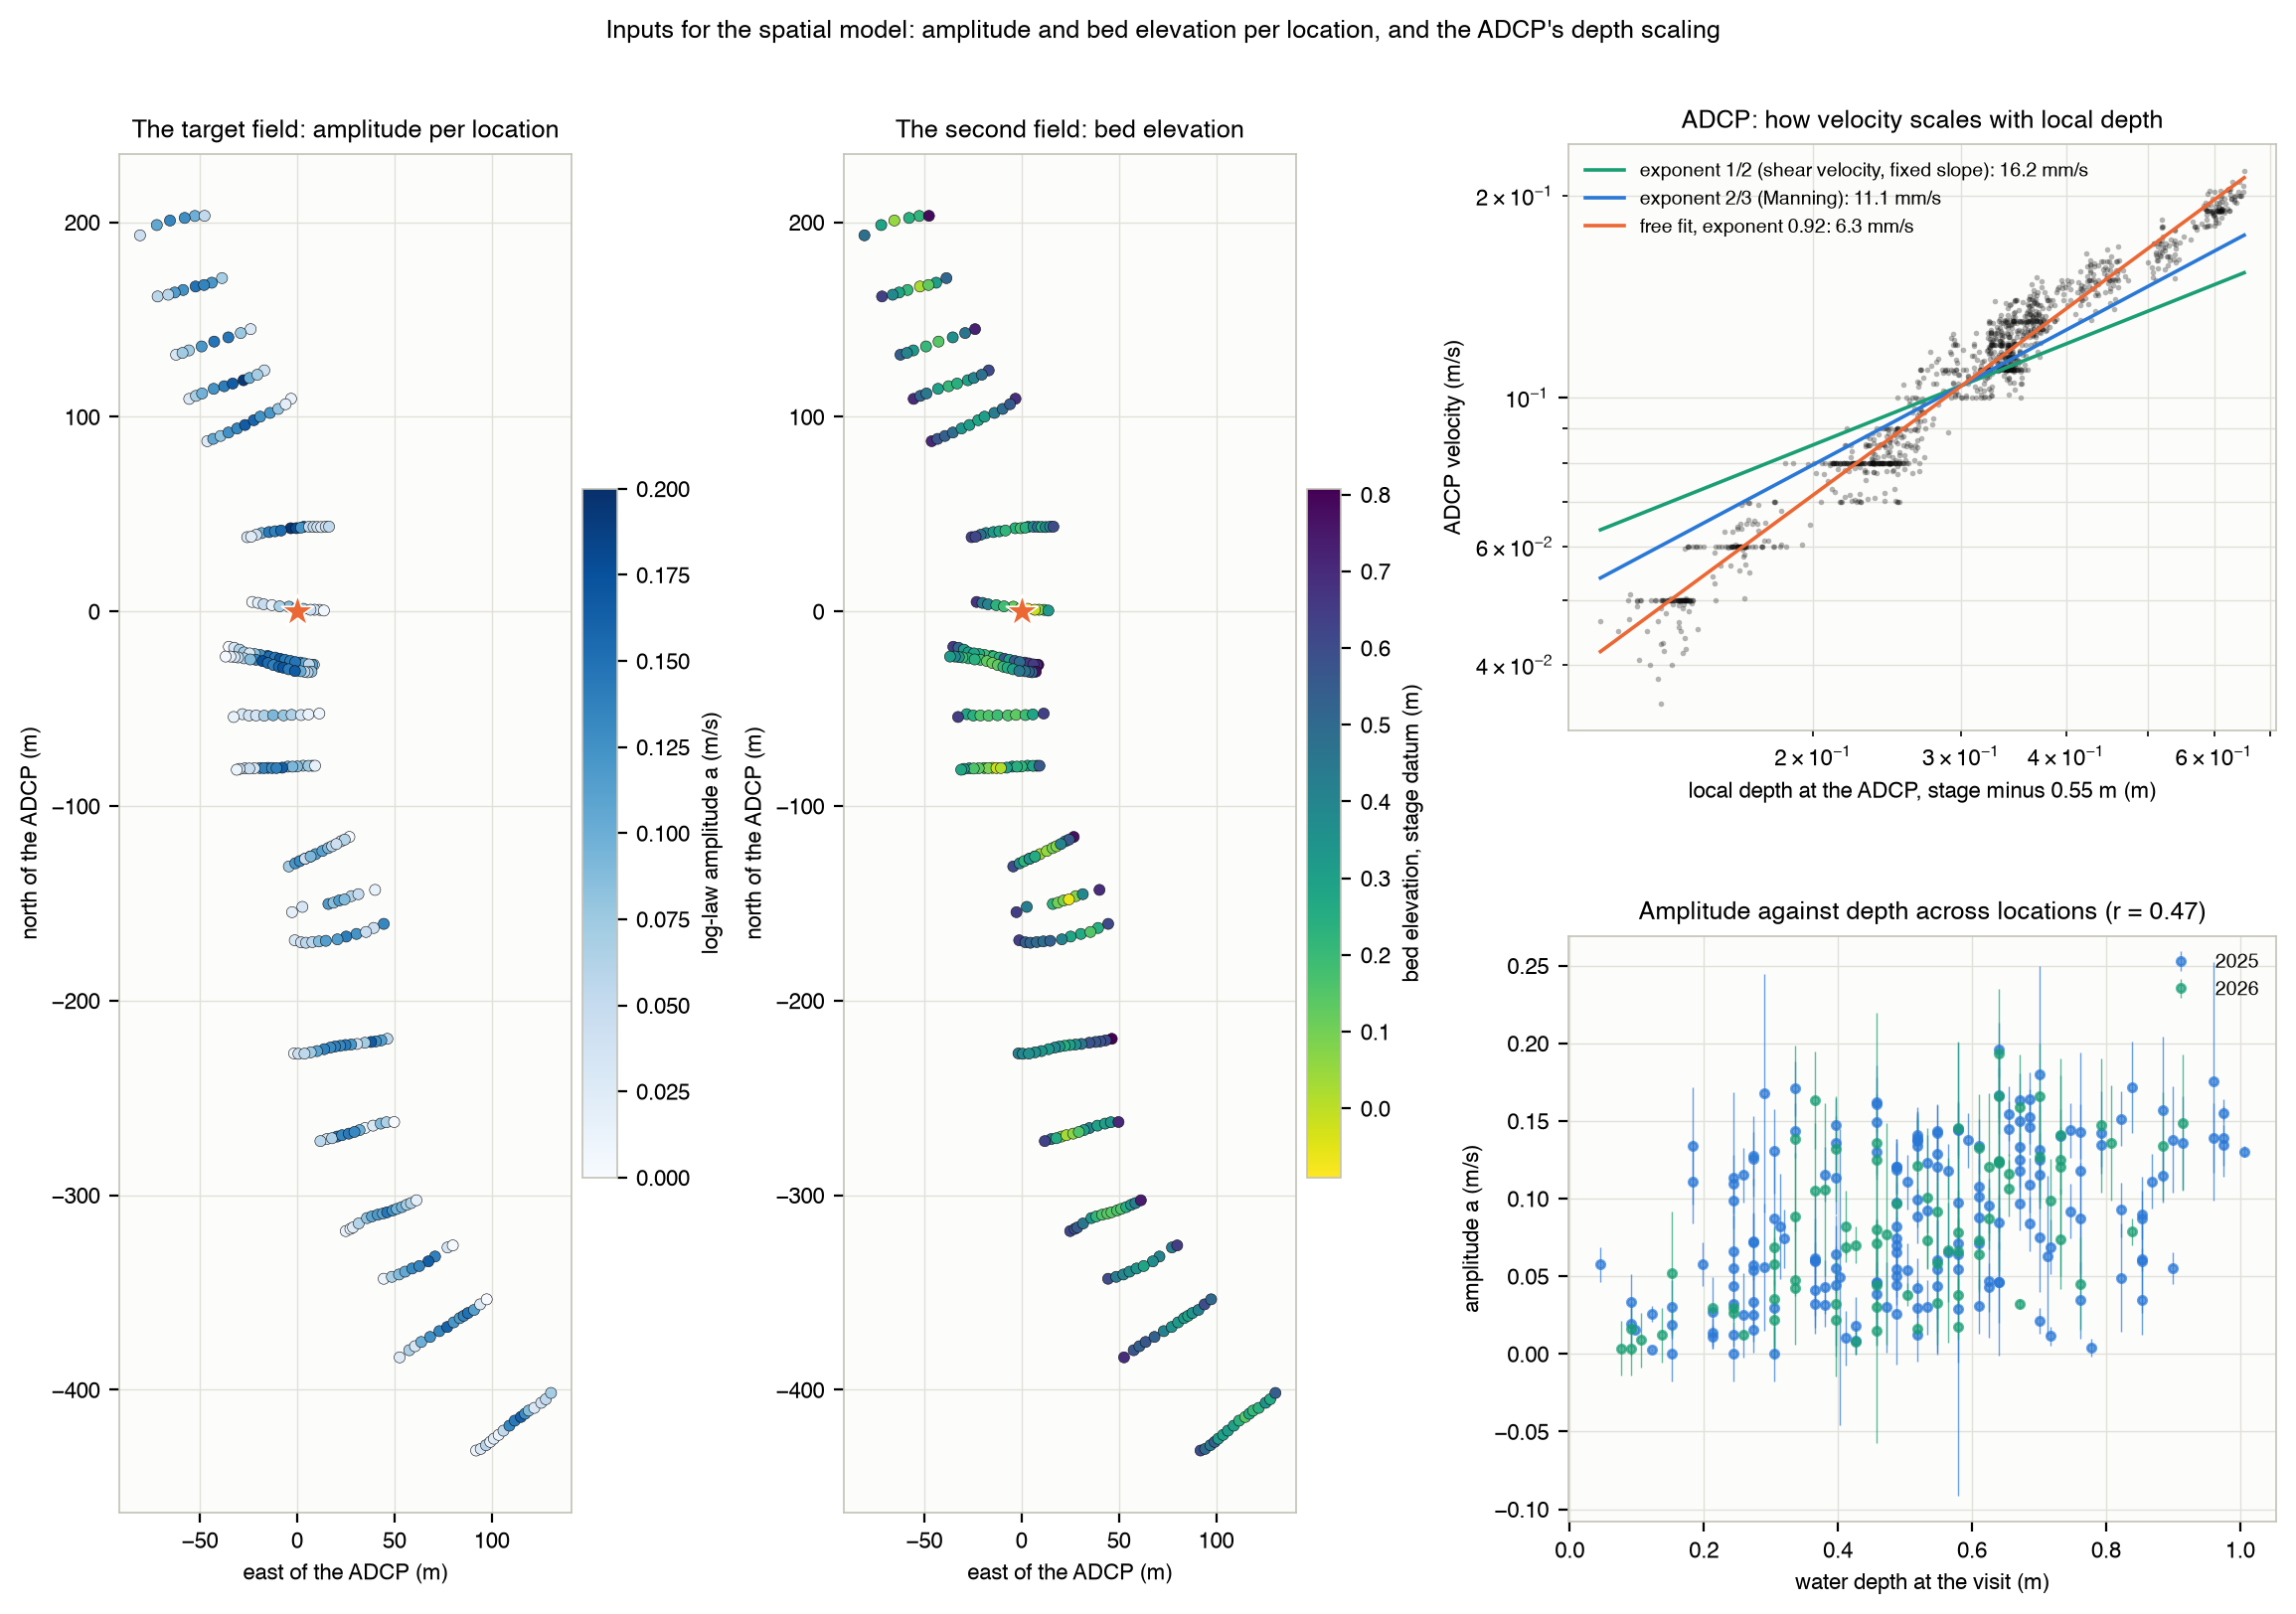 Inputs for the spatial model: amplitude and bed elevation per location, and the ADCP's depth scaling
The target field: amplitude per location
200
100
0
−100
−200
−300
−400
north of the ADCP (m)
−50
0
50
100
east of the ADCP (m)
0.200
0.175
0.150
0.125
0.100
0.075
0.050
0.025
0.000
log-law amplitude a (m/s)
The second field: bed elevation
200
100
0
−100
−200
−300
−400
north of the ADCP (m)
−50
0
50
100
east of the ADCP (m)
0.8
0.7
0.6
0.5
0.4
0.3
0.2
0.1
0.0
bed elevation, stage datum (m)
ADCP: how velocity scales with local depth
exponent 1/2 (shear velocity, fixed slope): 16.2 mm/s
exponent 2/3 (Manning): 11.1 mm/s
free fit, exponent 0.92: 6.3 mm/s
2 × 10⁻¹
10⁻¹
6 × 10⁻²
4 × 10⁻²
ADCP velocity (m/s)
2 × 10⁻¹
3 × 10⁻¹
4 × 10⁻¹
6 × 10⁻¹
local depth at the ADCP, stage minus 0.55 m (m)
Amplitude against depth across locations (r = 0.47)
2025
2026
0.25
0.20
0.15
0.10
0.05
0.00
−0.05
−0.10
amplitude a (m/s)
0.0
0.2
0.4
0.6
0.8
1.0
water depth at the visit (m)